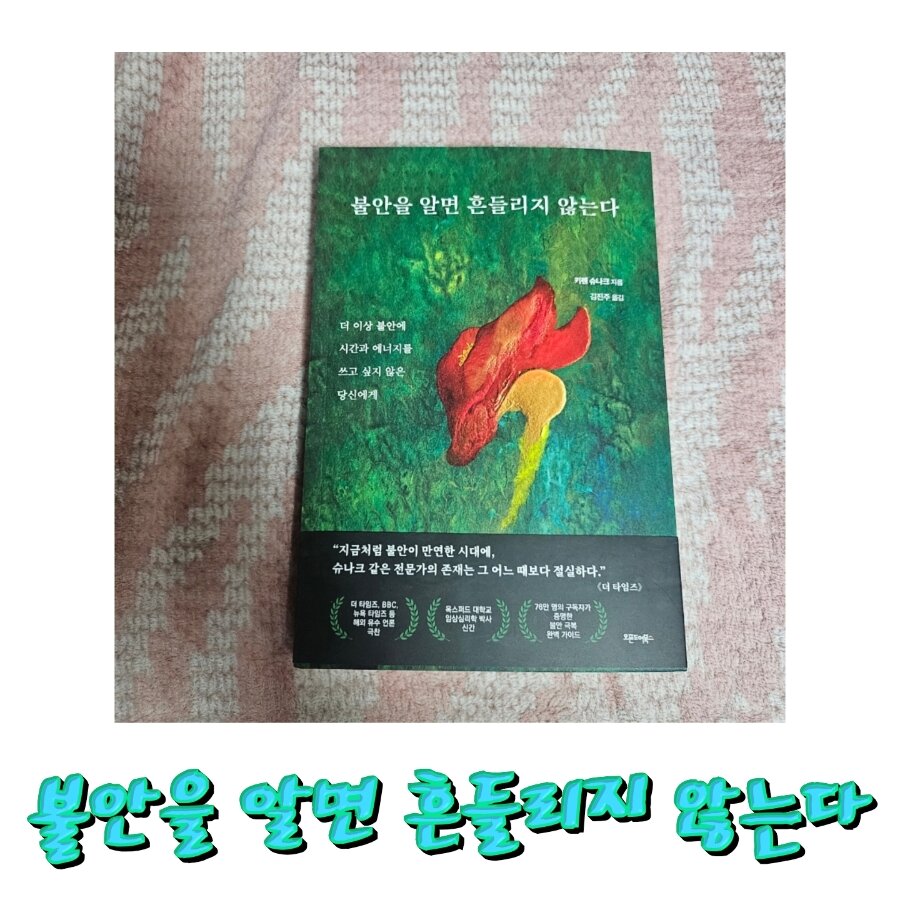 불안을 알면 흔들리지 않는다
키렌 슈나크 지음
김진주 옮김
더 이상 불안에
시간과 에너지를
쓰고 싶지 않은
당신에게
“지금처럼 불안이 만연한 시대에,
슈나크 같은 전문가의 존재는 그 어느 때보다 절실하다.”
《더 타임즈》
더 타임즈, BBC,
뉴욕 타임즈 등
해외 유수 언론
극찬
옥스퍼드 대학교
임상심리학 박사
신간
76만 명의 구독자가
증명한
불안 극복
완벽 가이드
오픈도어북스
불안을 알면 흔들리지 않는다